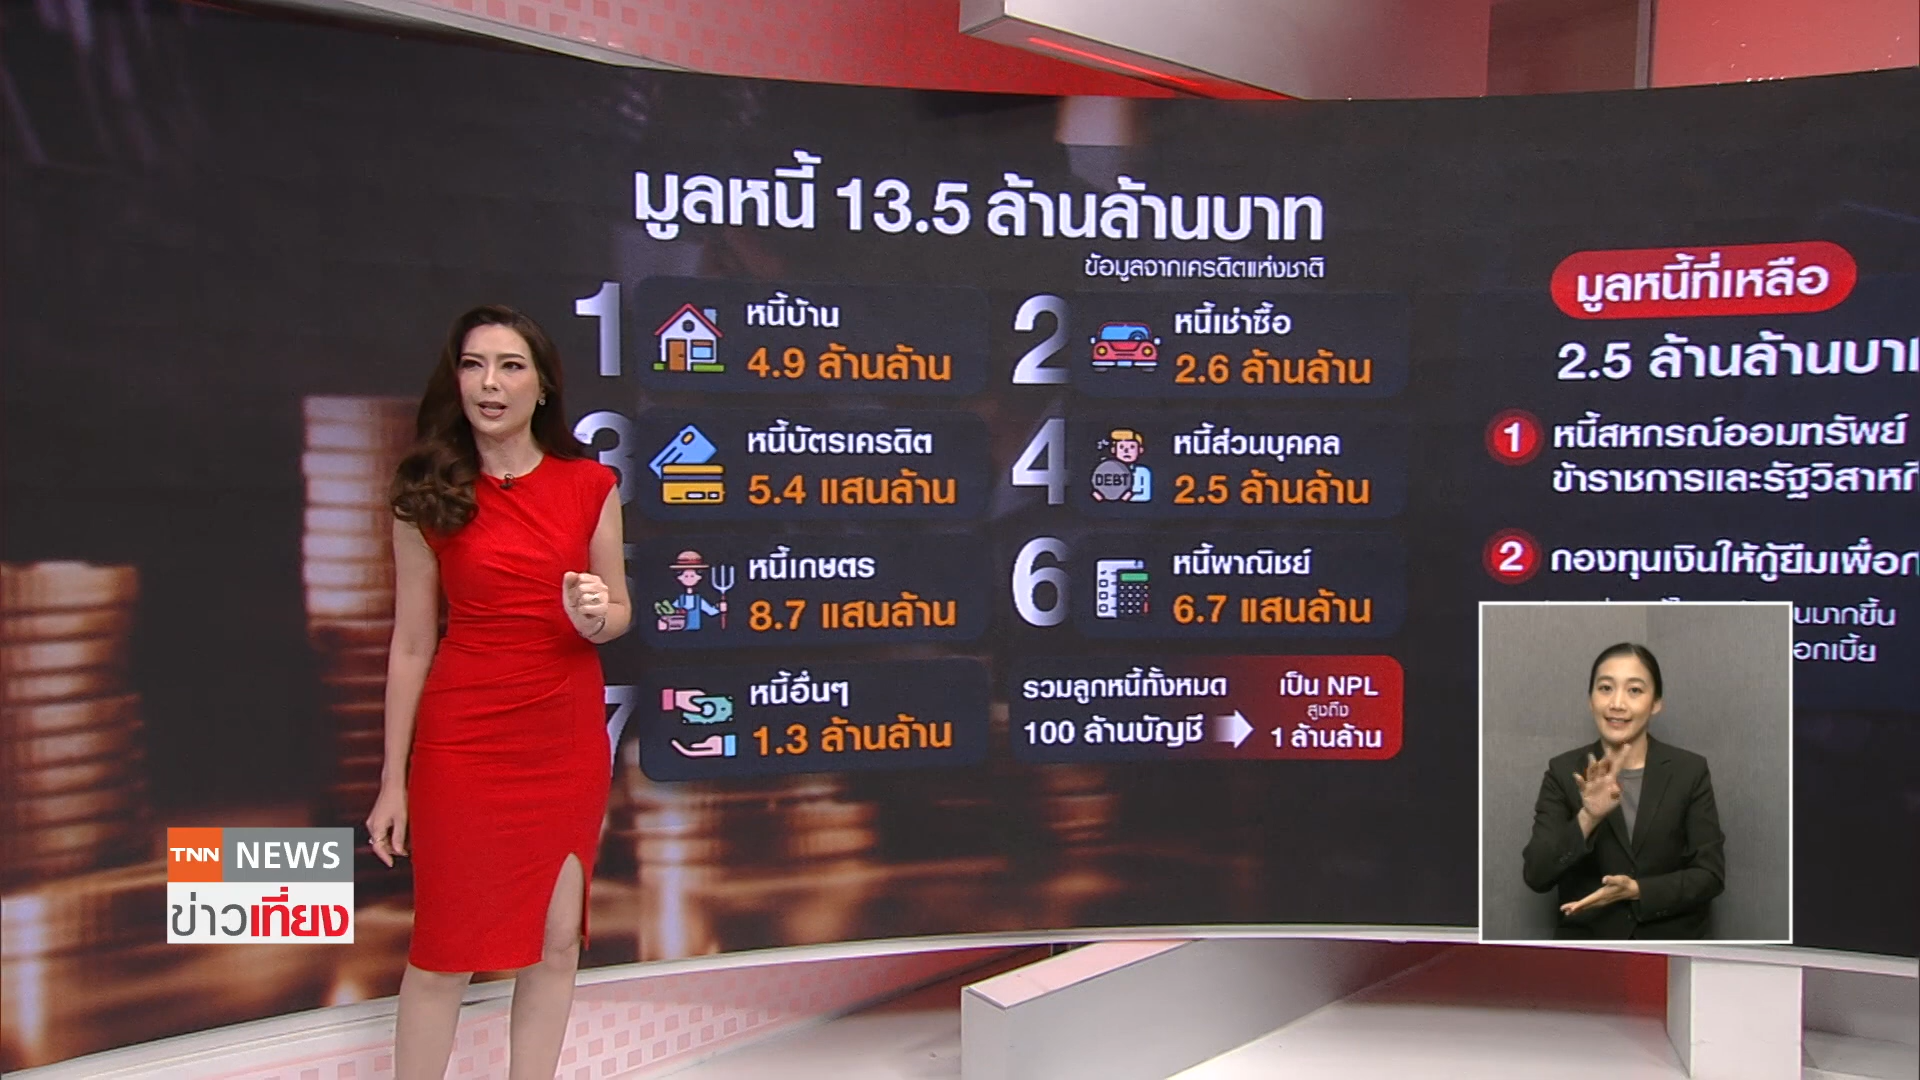 มูลหนี้ 13.5 ล้านล้านบาท
ข้อมูลจากเครดิตแห่งชาติ
1
หนี้บ้าน
4.9 ล้านล้าน
2
หนี้เช่าซื้อ
2.6 ล้านล้าน
3
หนี้บัตรเครดิต
5.4 แสนล้าน
4
DEBT
หนี้ส่วนบุคคล
2.5 ล้านล้าน
หนี้เกษตร
8.7 แสนล้าน
6
หนี้พาณิชย์
6.7 แสนล้าน
7
หนี้อื่นๆ
1.3 ล้านล้าน
รวมลูกหนี้ทั้งหมด
100 ล้านบัญชี
เป็น NPL
สูงถึง
1 ล้านล้าน
มูลหนี้ที่เหลือ
2.5 ล้านล้านบา
1
หนี้สหกรณ์ออมทรัพย์
ข้าราชการและรัฐวิสาห
2
กองทุนเงินให้กู้ยืมเพื่อก
นมากขึ้น
อกเบี้ย
TNN NEWS
ข่าวเที่ยง